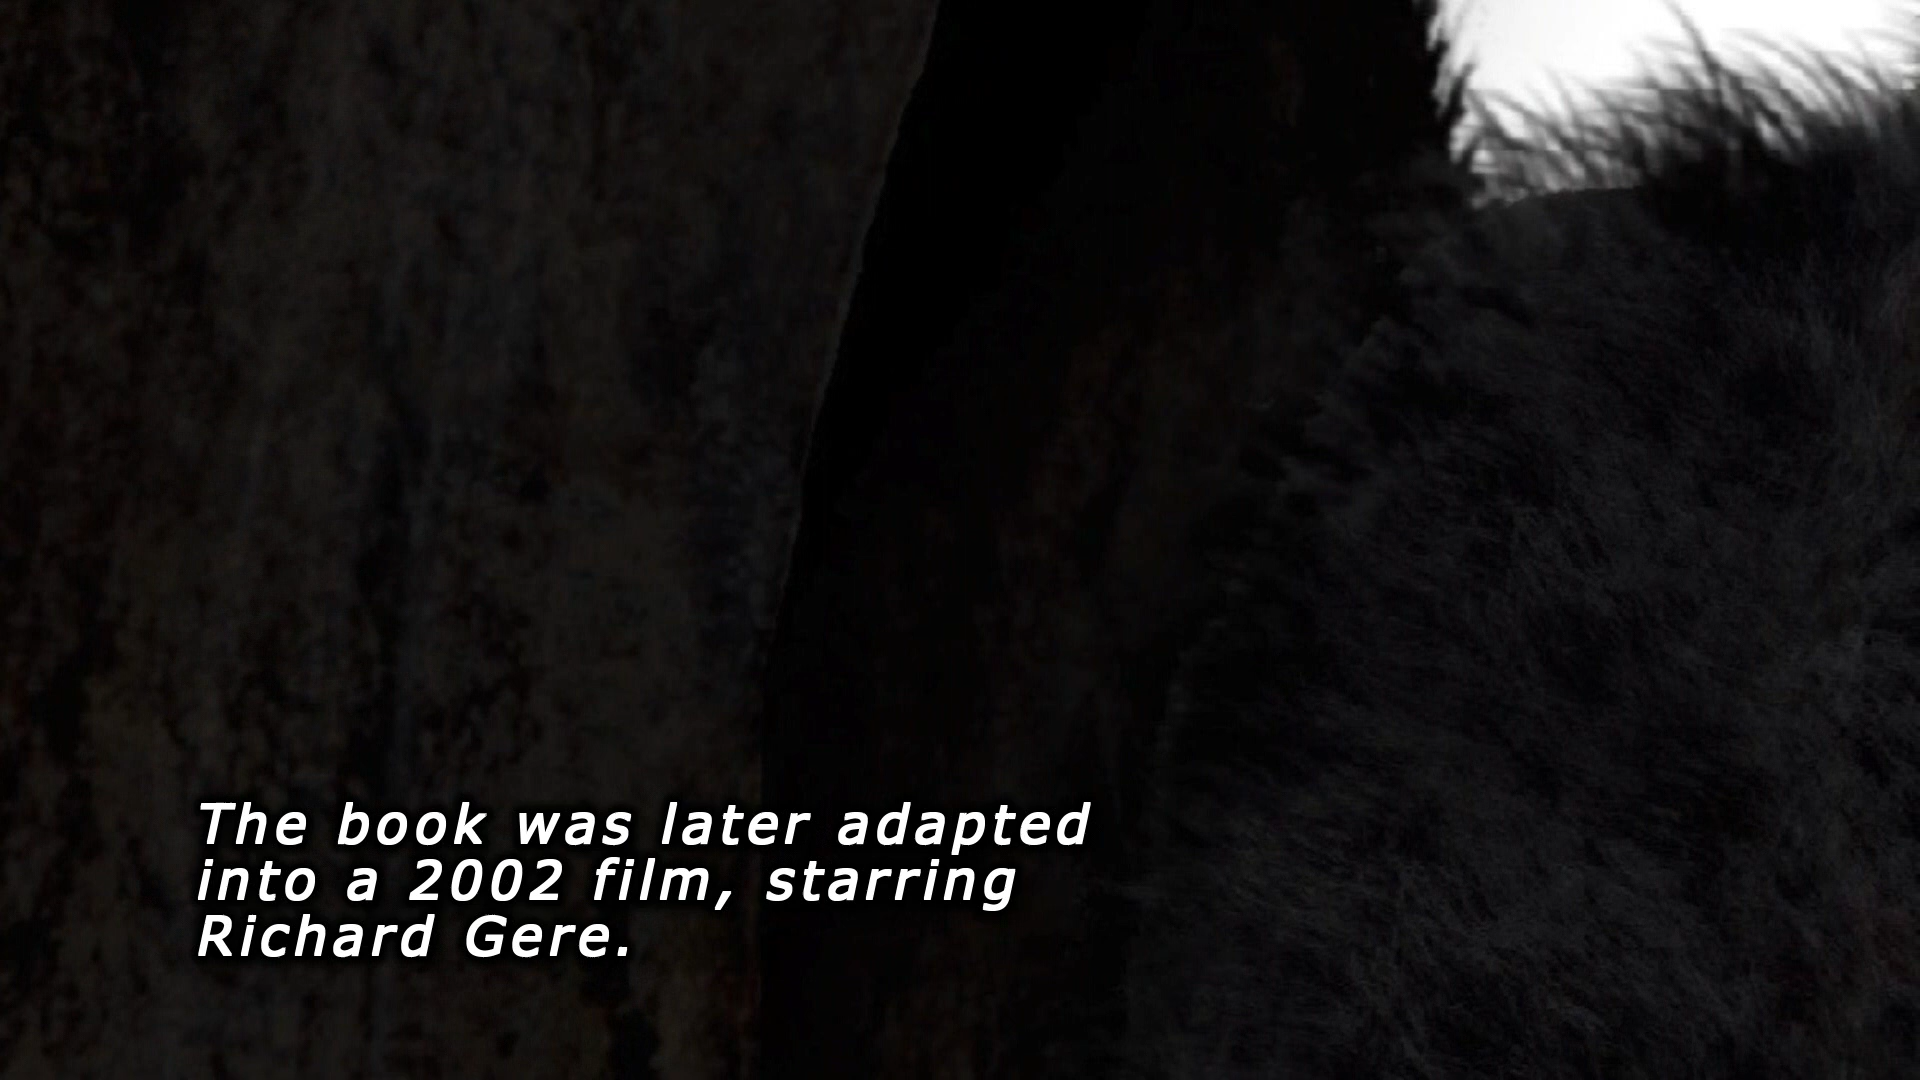 The book was later adapted
into a 2002 film, starring
Richard Gere.